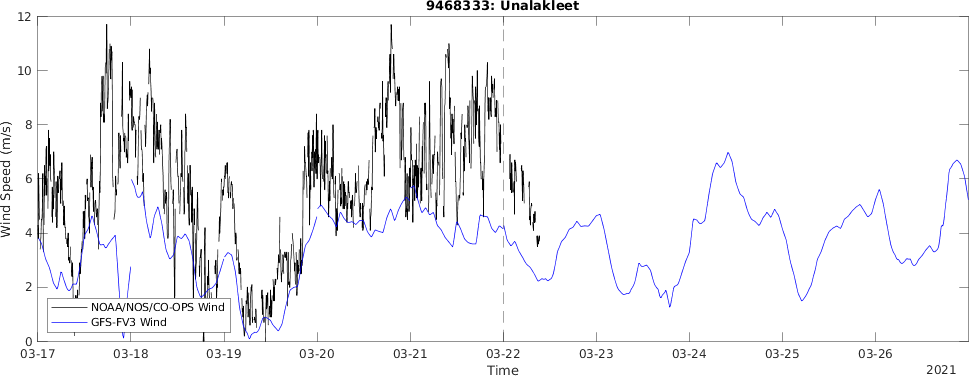 9468333: Unalakleet
Wind Speed (m/s)
12
10
8
6
4
2
0
NOAA/NOS/CO-OPS Wind
GFS-FV3 Wind
03-17 03-18 03-19 03-20 03-21 03-22 03-23 03-24 03-25 03-26
Time
2021